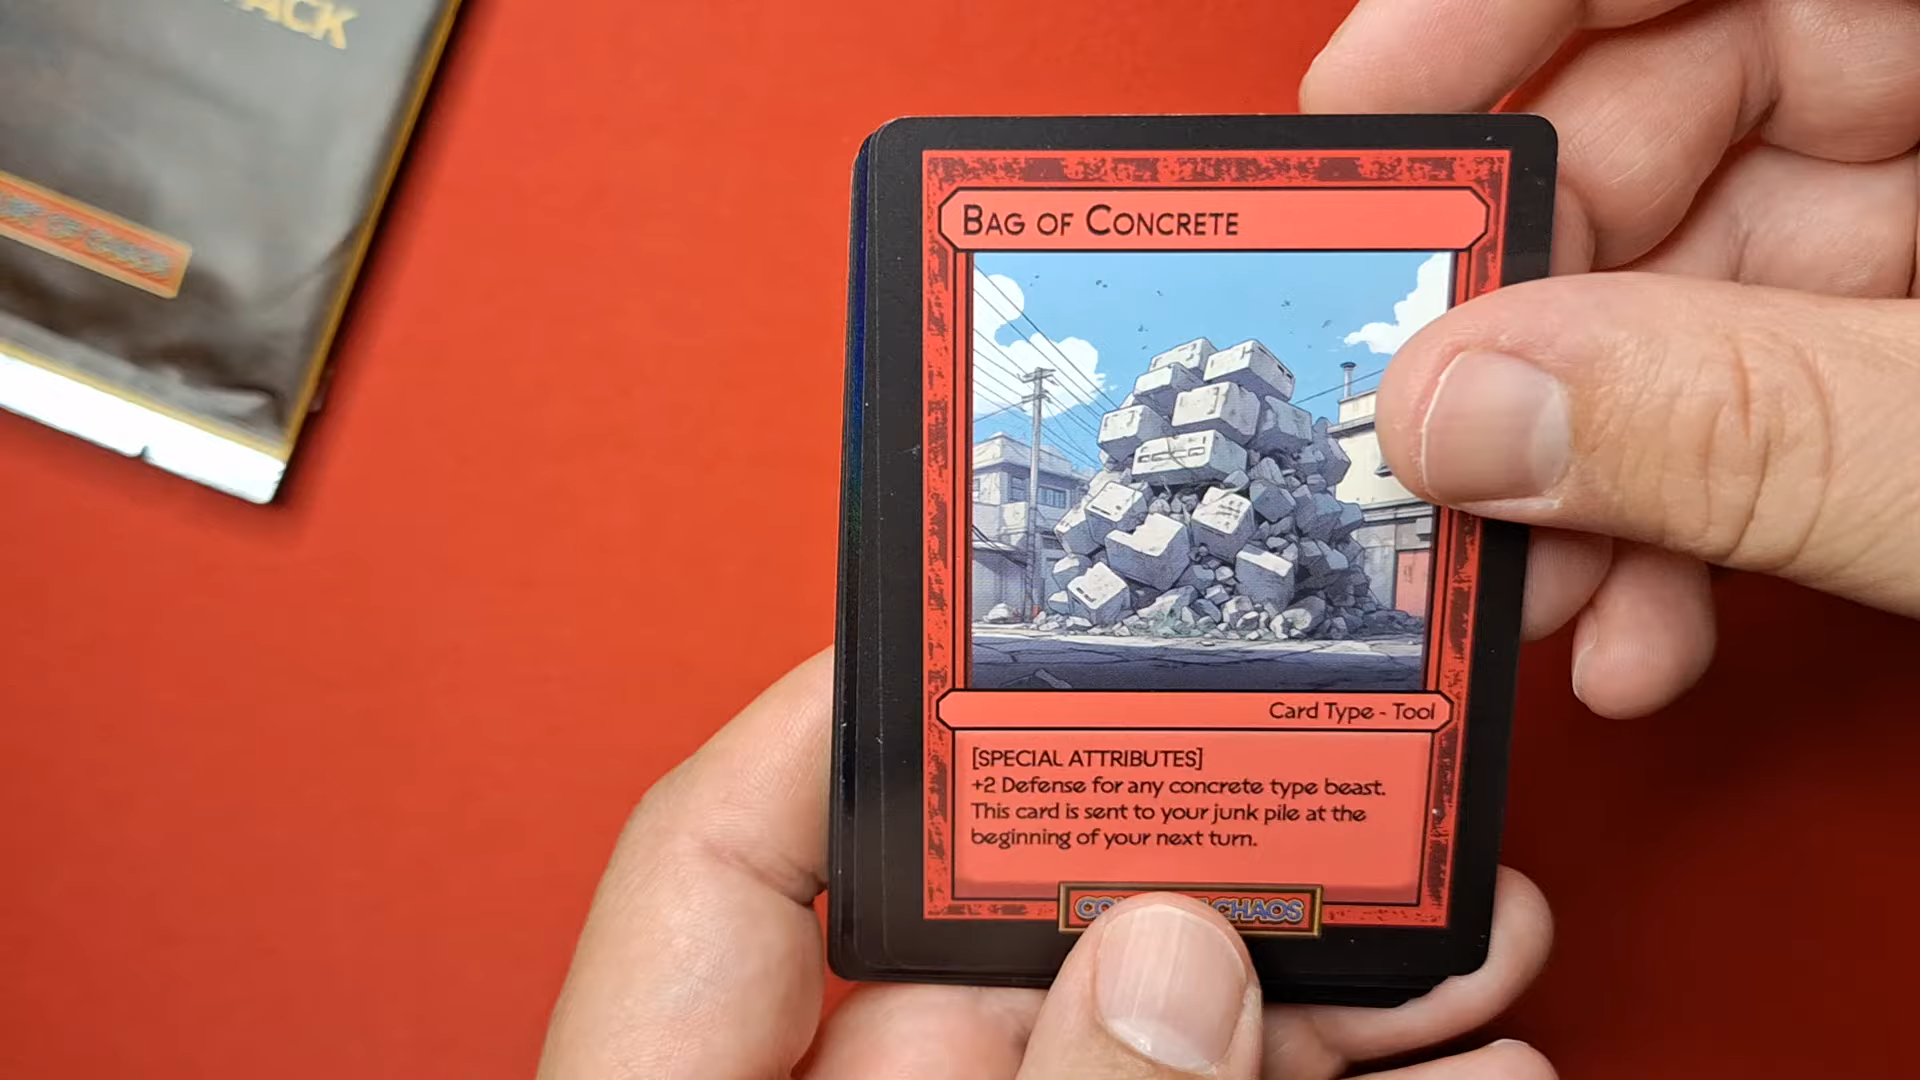 ACK
BAG OF CONCRETE
Card Type - Tool
[SPECIAL ATTRIBUTES]
+2 Defense for any concrete type beast.
This card is sent to your junk pile at the
beginning of your next turn.
CHAOS